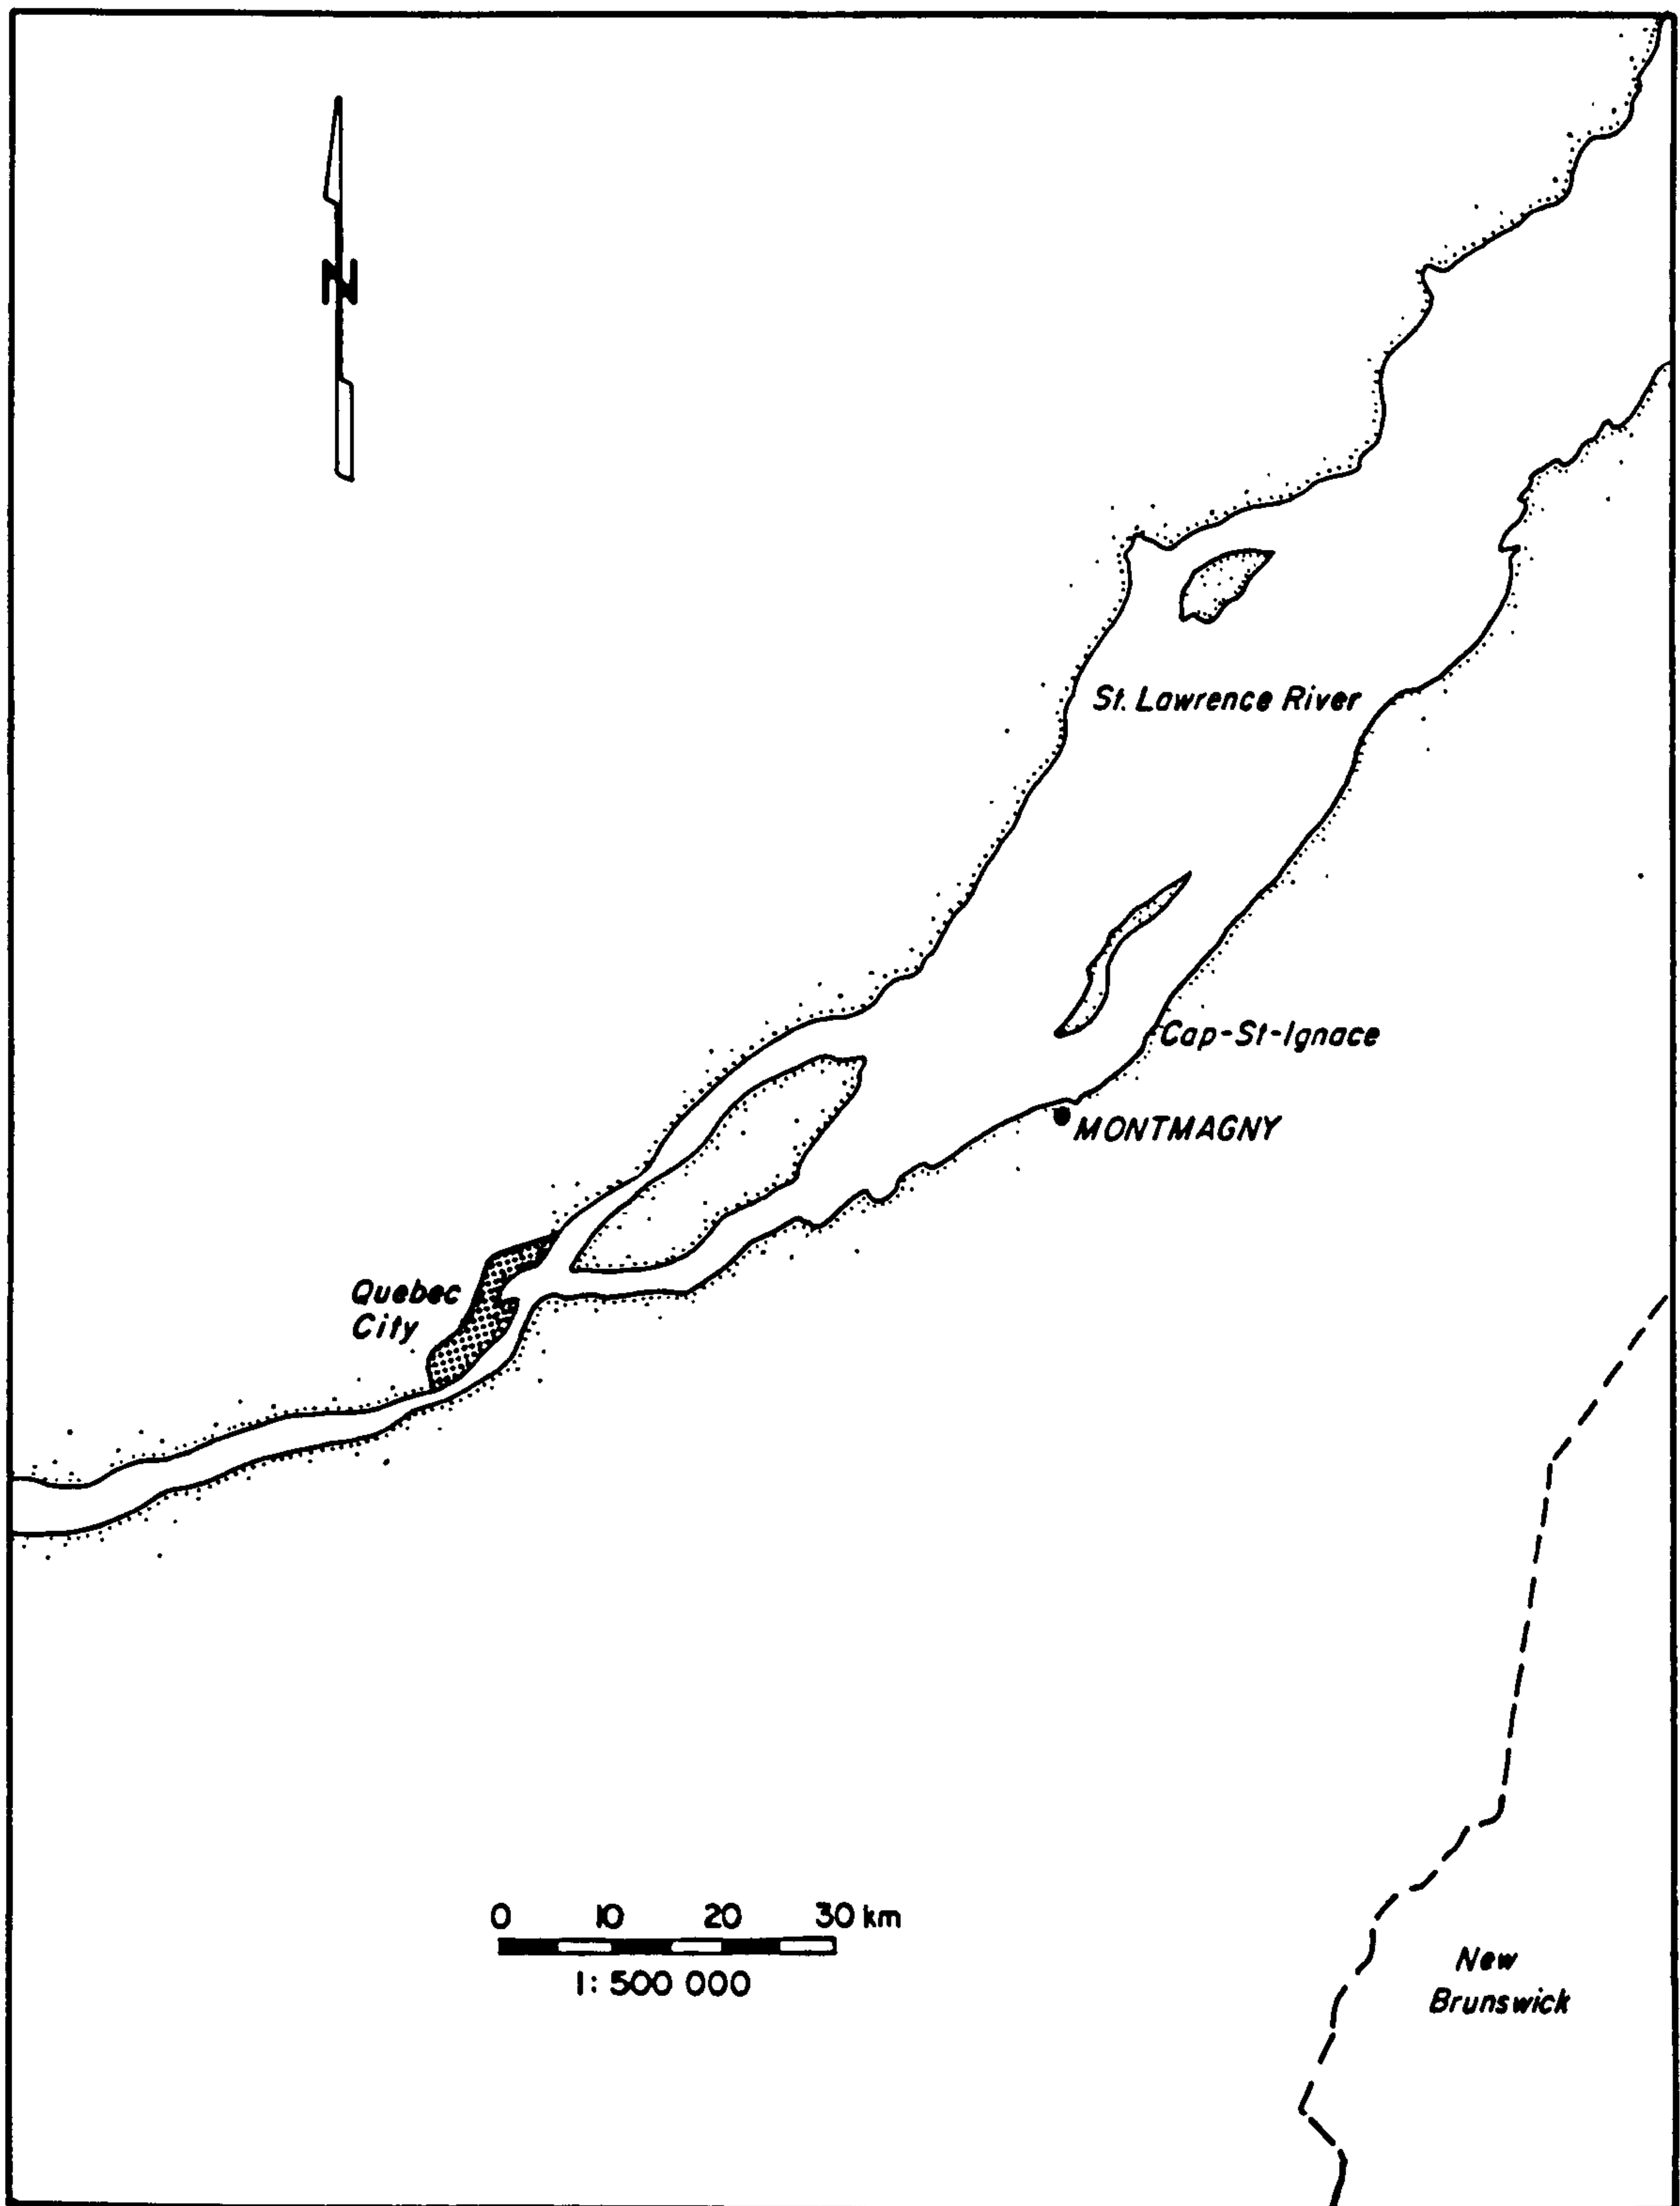 N
St. Lawrence River
Cap-St-Ignace
MONTMAGNY
Quebec
City
0 10 20 30 km
1: 500 000
New
Brunswick